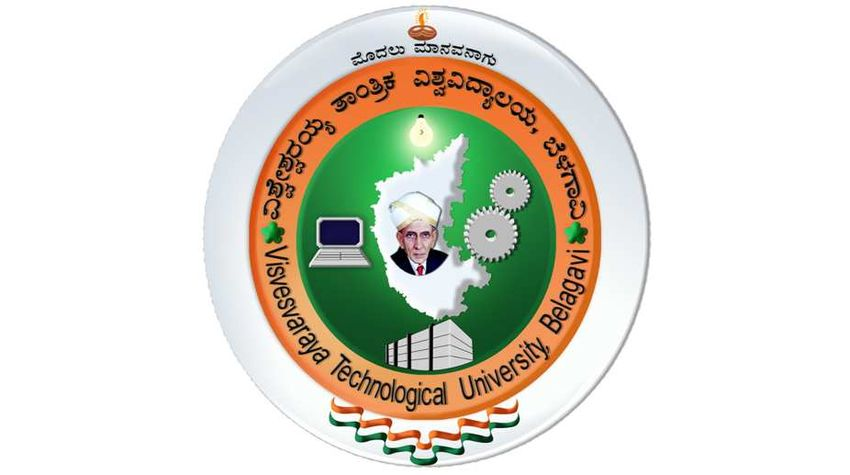 ಮೊದಲು ಮಾನವನಾಗು
ವಿಶ್ವೇಶ್ವರಯ್ಯ ತಾಂತ್ರಿಕ ವಿಶ್ವವಿದ್ಯಾಲಯ, ಬೆಳಗಾವಿ
Visvesvaraya Technological University, Belagavi